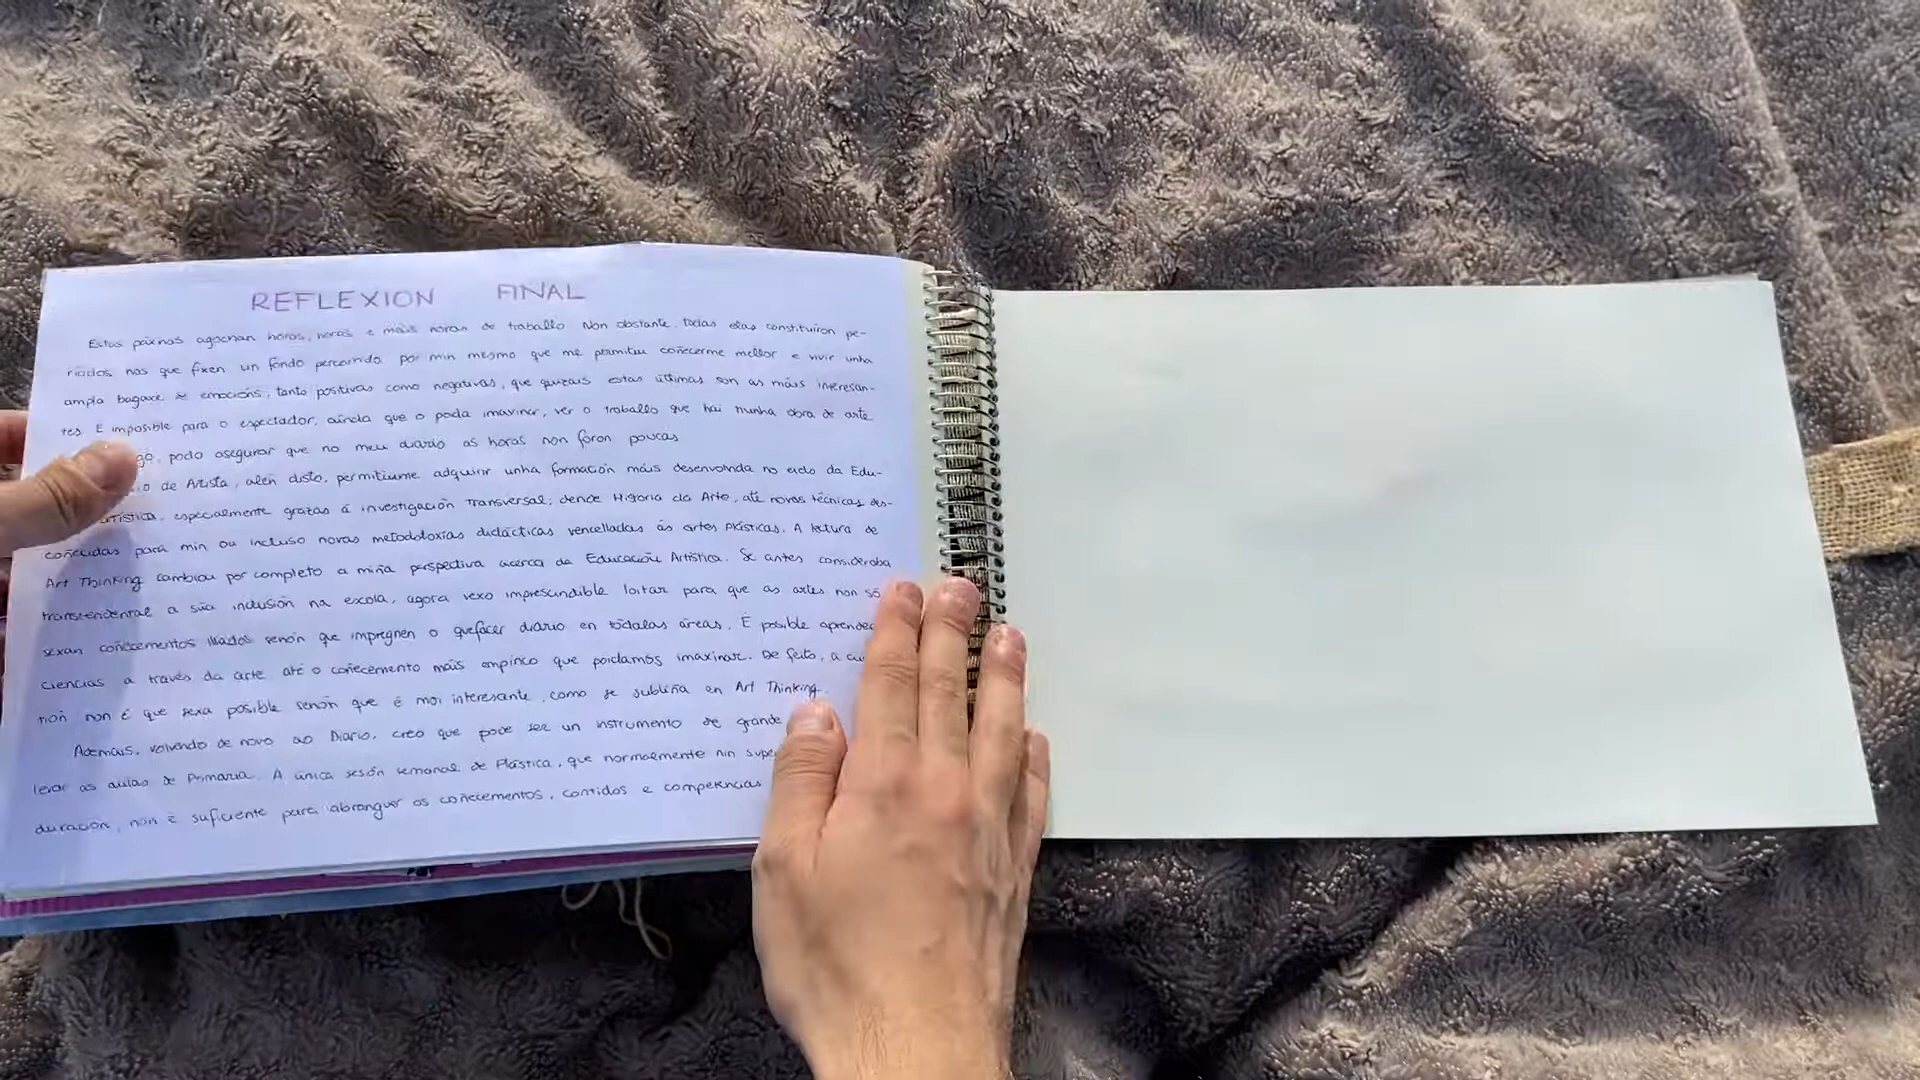 REFLEXION FINAL
Estas páxinas agochan horas, horas e máis horas de traballo. Non obstante, todas elas constituíron pe-
ríodos nos que fixen un fondo percorrido por min mesmo que me permitiu coñecerme mellor e vivir unha
ampla bagaxe de emocións, tanto positivas como negativas, que quizais estas últimas son as máis interesan-
tes. É imposible para o espectador, aínda que o poida imaxinar, ver o traballo que hai nunha obra de arte
podo asegurar que no meu diario as horas non foron poucas
de Artista, alén disto, permitiume adquirir unha formación máis desenvolvida no eido da Edu-
artística, especialmente grazas á investigación transversal; dende Historia da Arte, até novas técnicas des-
coñecidas para min ou incluso novas metodoloxías didácticas vencelladas ás artes plásticas. A lectura de
Art Thinking cambiou por completo a miña perspectiva acerca da Educación Artística. Se antes consideraba
transcendental a súa inclusión na escola, agora vexo imprescindible loitar para que as artes non só
sexan coñecementos illados senón que impregnen o quefacer diario en tódalas áreas. É posible aprender
ciencias a través da arte até o coñecemento máis empírico que poidamos imaxinar. De feito, a cu
tión non é que sexa posible senón que é moi interesante, como se subliña en Art Thinking.
Ademais, volvendo de novo ao Diario, creo que pode ser un instrumento de grande
levar ás aulas de Primaria. A única sesión semanal de Plástica, que normalmente nin supe
duración, non é suficiente para abranguer os coñecementos, contidos e competencias